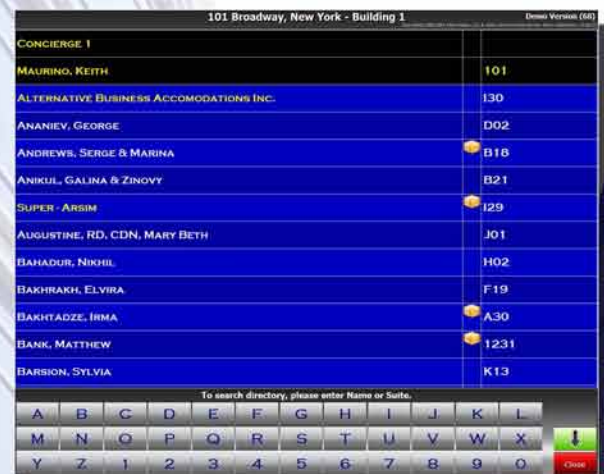 101 Broadway, New York - Building 1 Demo Version (68)
CONCIERGE 1
MAURINO, KEITH 101
ALTERNATIVE BUSINESS ACCOMODATIONS INC. I30
ANANIEV, GEORGE D02
ANDREWS, SERGE & MARINA B18
ANIKUL, GALINA & ZINOVY B21
SUPER - ARSIM I29
AUGUSTINE, RD, CDN, MARY BETH J01
BAHADUR, NIKHIL H02
BAKHRAKH, ELVIRA F19
BAKHTADZE, IRMA A30
BANK, MATTHEW 1231
BARSION, SYLVIA K13
To search directory, please enter Name or Suite.
A B C D E F G H I J K L
M N O P Q R S T U V W X
Y Z 1 2 3 4 5 6 7 8 9 0 Close